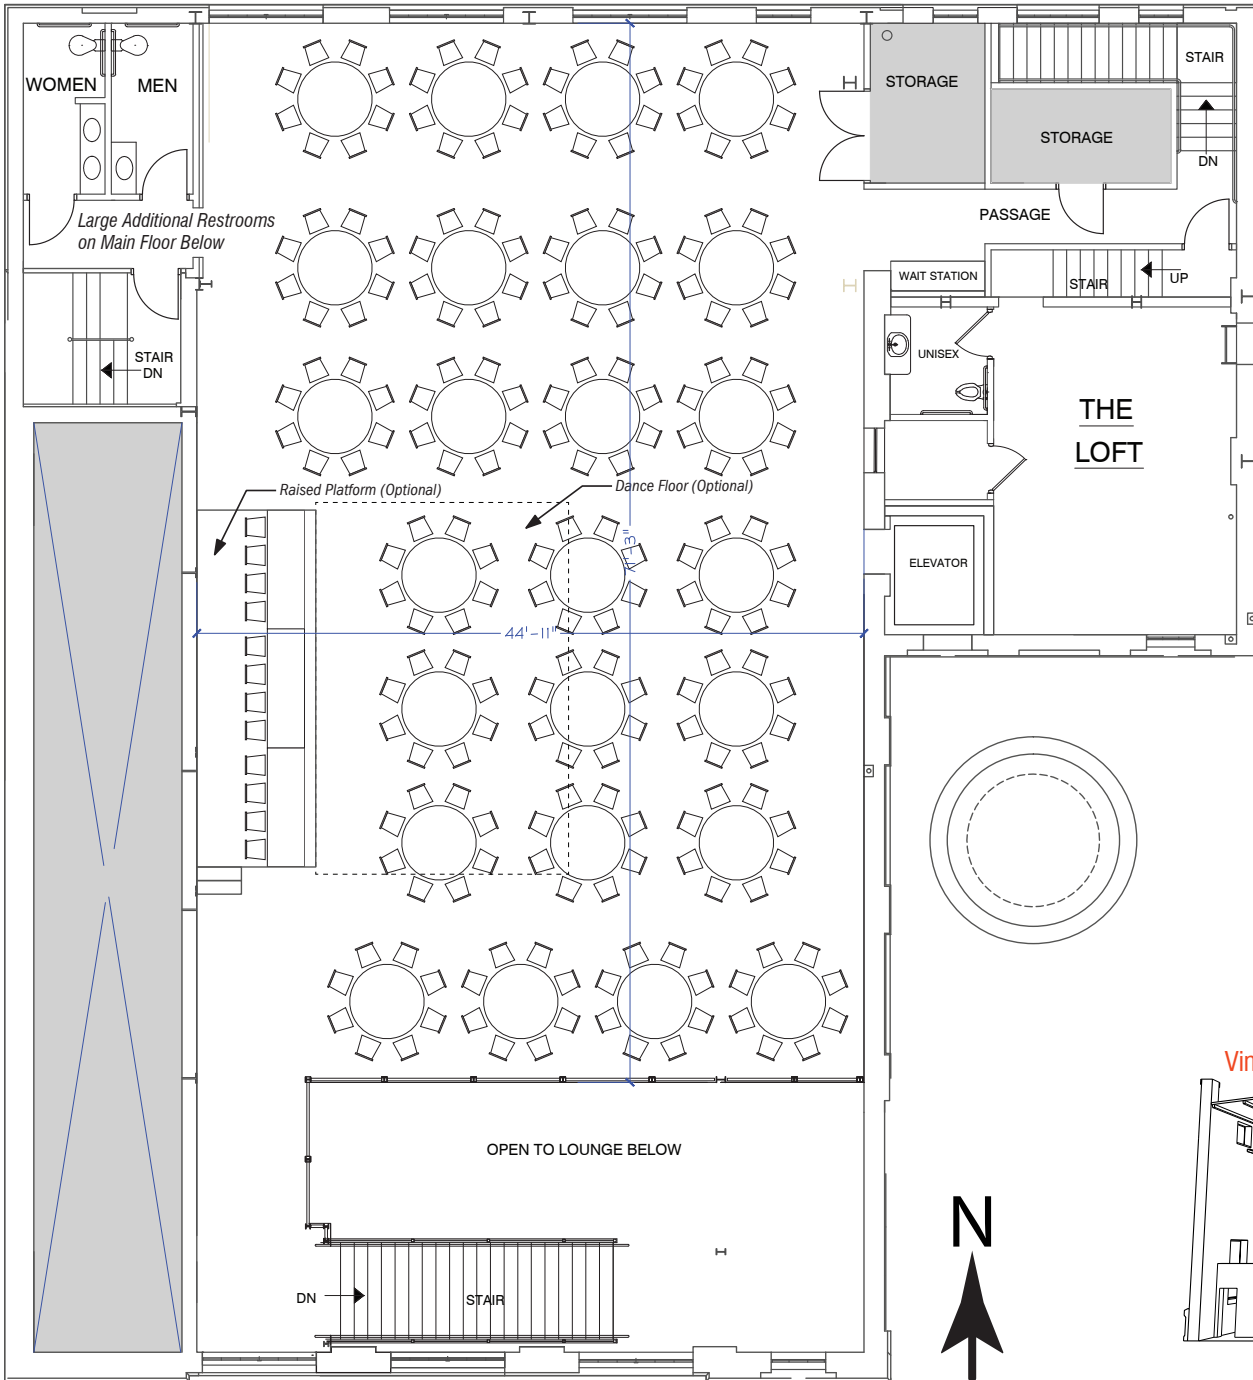 WOMEN
MEN
STORAGE
STORAGE
STAIR
DN
Large Additional Restrooms
on Main Floor Below
PASSAGE
WAIT STATION
STAIR
UP
STAIR
DN
UNISEX
THE
LOFT
Raised Platform (Optional)
Dance Floor (Optional)
ELEVATOR
44'-11"
Vin
OPEN TO LOUNGE BELOW
N
DN
STAIR